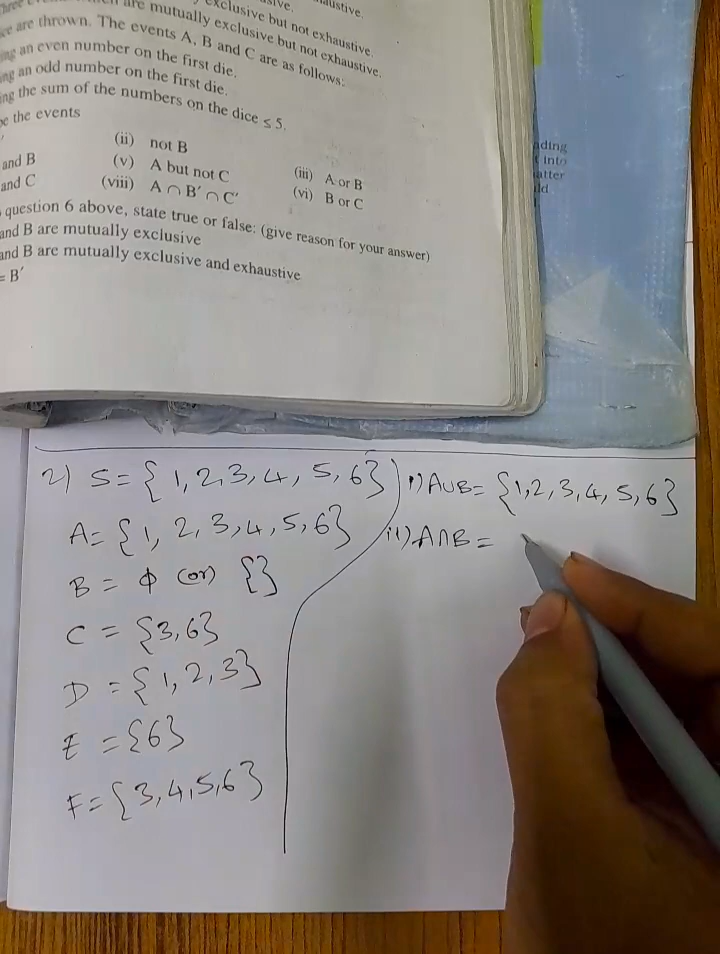 ustive.
clusive but not exhaustive.
are mutually exclusive but not exhaustive.
are thrown. The events A, B and C are as follows:
an even number on the first die.
an odd number on the first die.
the sum of the numbers on the dice ≤ 5.
the events
(ii) not B
(iii) A or B
and B
(v) A but not C
(vi) B or C
and C
(viii) A ∩ B′ ∩ C′
question 6 above, state true or false: (give reason for your answer)
and B are mutually exclusive
and B are mutually exclusive and exhaustive
= B′
ading
into
atter
ld
2) S = { 1, 2, 3, 4, 5, 6 }
A = { 1, 2, 3, 4, 5, 6 }
B = ϕ (or) { }
C = {3, 6}
D = { 1, 2, 3 }
E = {6}
F = { 3, 4, 5, 6 }
i) A∪B = { 1, 2, 3, 4, 5, 6 }
ii) A∩B =